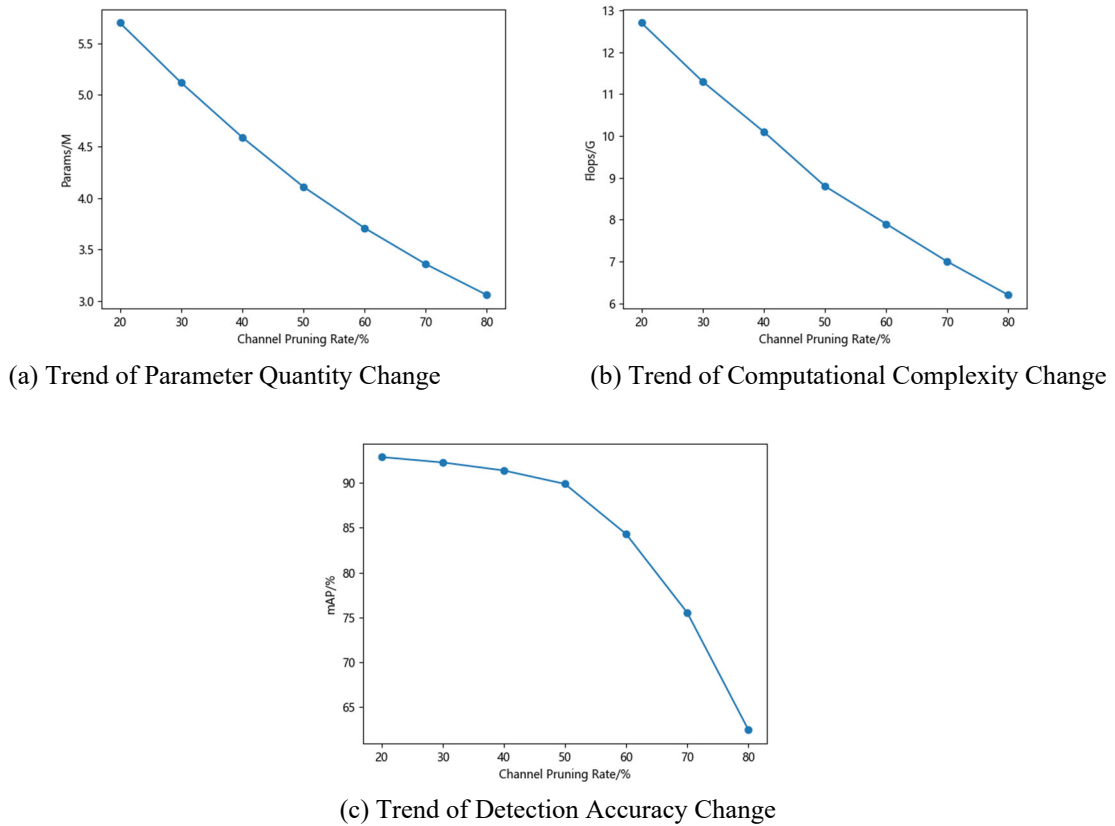 5.5
5.0
4.5
4.0
3.5
3.0
Params/M
20 30 40 50 60 70 80
Channel Pruning Rate/%
(a) Trend of Parameter Quantity Change
13
12
11
10
9
8
7
6
Flops/G
20 30 40 50 60 70 80
Channel Pruning Rate/%
(b) Trend of Computational Complexity Change
90
85
80
75
70
65
mAP/%
20 30 40 50 60 70 80
Channel Pruning Rate/%
(c) Trend of Detection Accuracy Change